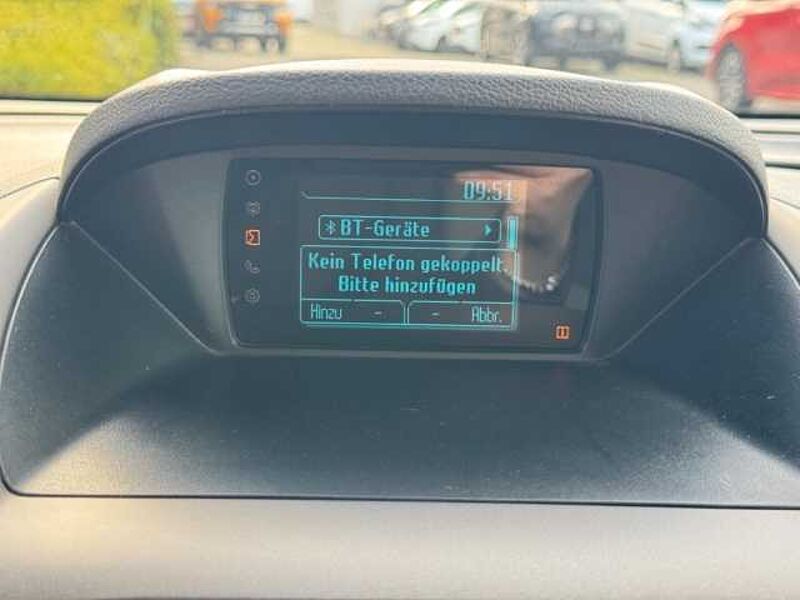 09:51
BT-Geräte
Kein Telefon gekoppelt.
Bitte hinzufügen
Hinzu - - Abbr.